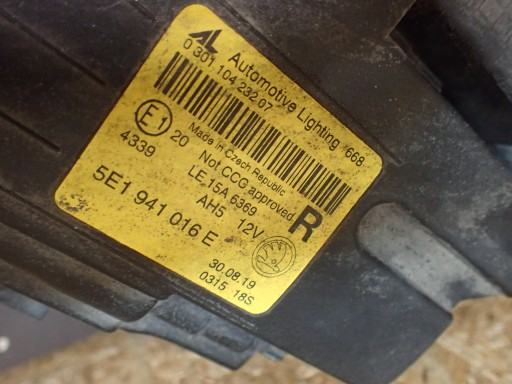 AL Automotive Lighting 668
0 301 104 232 07
Made in Czech Republic
E1 20 Not CCG approved
4339 LE 15A 6369 R
AH5 12V
5E1 941 016 E
30.08.19
0315 18S